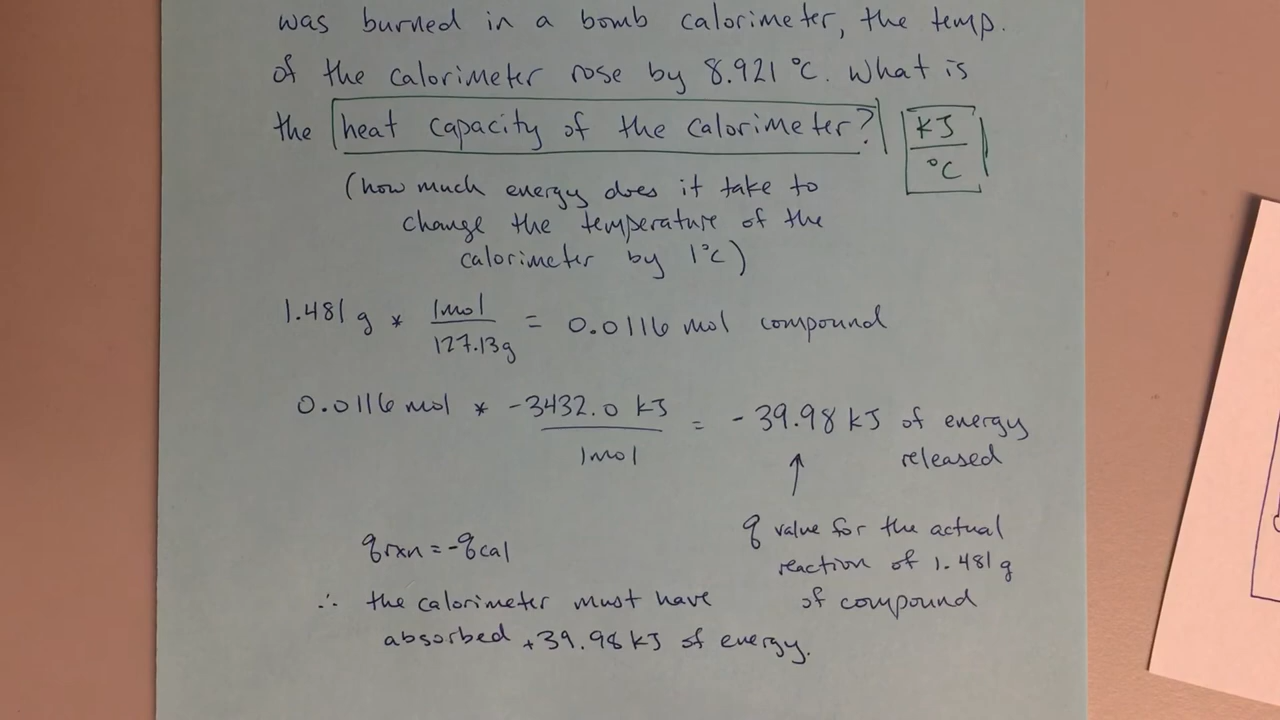 was burned in a bomb calorimeter, the temp.
of the calorimeter rose by 8.921 °C. What is
the heat capacity of the calorimeter? kJ/°C
(how much energy does it take to
change the temperature of the
calorimeter by 1°C)
1.481 g * 1mol/127.13g = 0.0116 mol compound
0.0116 mol * -3432.0 kJ/1mol = -39.98 kJ of energy
released
↑
q value for the actual
reaction of 1.481g
of compound
qrxn = -qcal
∴ the calorimeter must have
absorbed +39.98 kJ of energy.